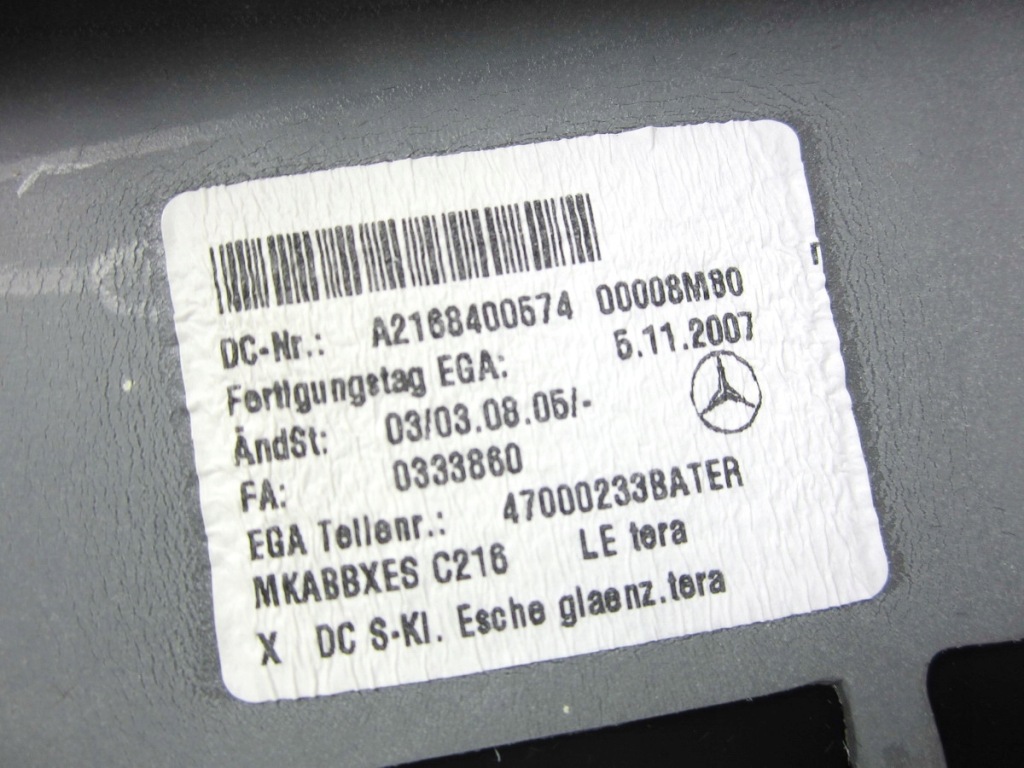 DC-Nr.: A2168400574 00008M80
Fertigungstag EGA: 5.11.2007
ÄndSt: 03/03.08.05/-
FA: 0333860
EGA Teilenr.: 47000233BATER
MKABBXES C216 LE tera
X DC S-Kl. Esche glaenz.tera